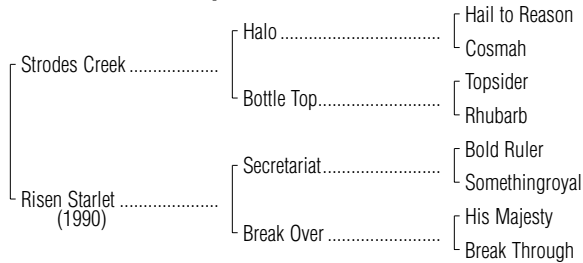 Hail to Reason
Halo ..............................
Cosmah
Strodes Creek .................
Topsider
Bottle Top.......................
Rhubarb
Bold Ruler
Secretariat.......................
Somethingroyal
Risen Starlet ...................
(1990)
His Majesty
Break Over .....................
Break Through